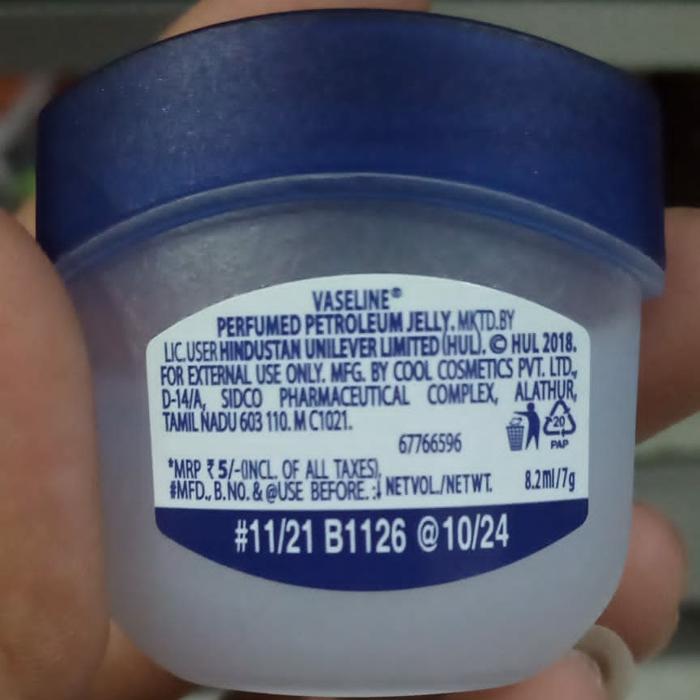 VASELINE®
PERFUMED PETROLEUM JELLY. MKTD.BY
LIC.USER HINDUSTAN UNILEVER LIMITED (HUL). © HUL 2018.
FOR EXTERNAL USE ONLY. MFG. BY COOL COSMETICS PVT. LTD.,
D-14/A, SIDCO PHARMACEUTICAL COMPLEX, ALATHUR,
TAMIL NADU 603 110. M C1021.
67766596
20
PAP
*MRP ₹5/-(INCL. OF ALL TAXES),
#MFD., B.NO. & @USE BEFORE. : NETVOL./NETWT. 8.2ml/7g
#11/21 B1126 @10/24